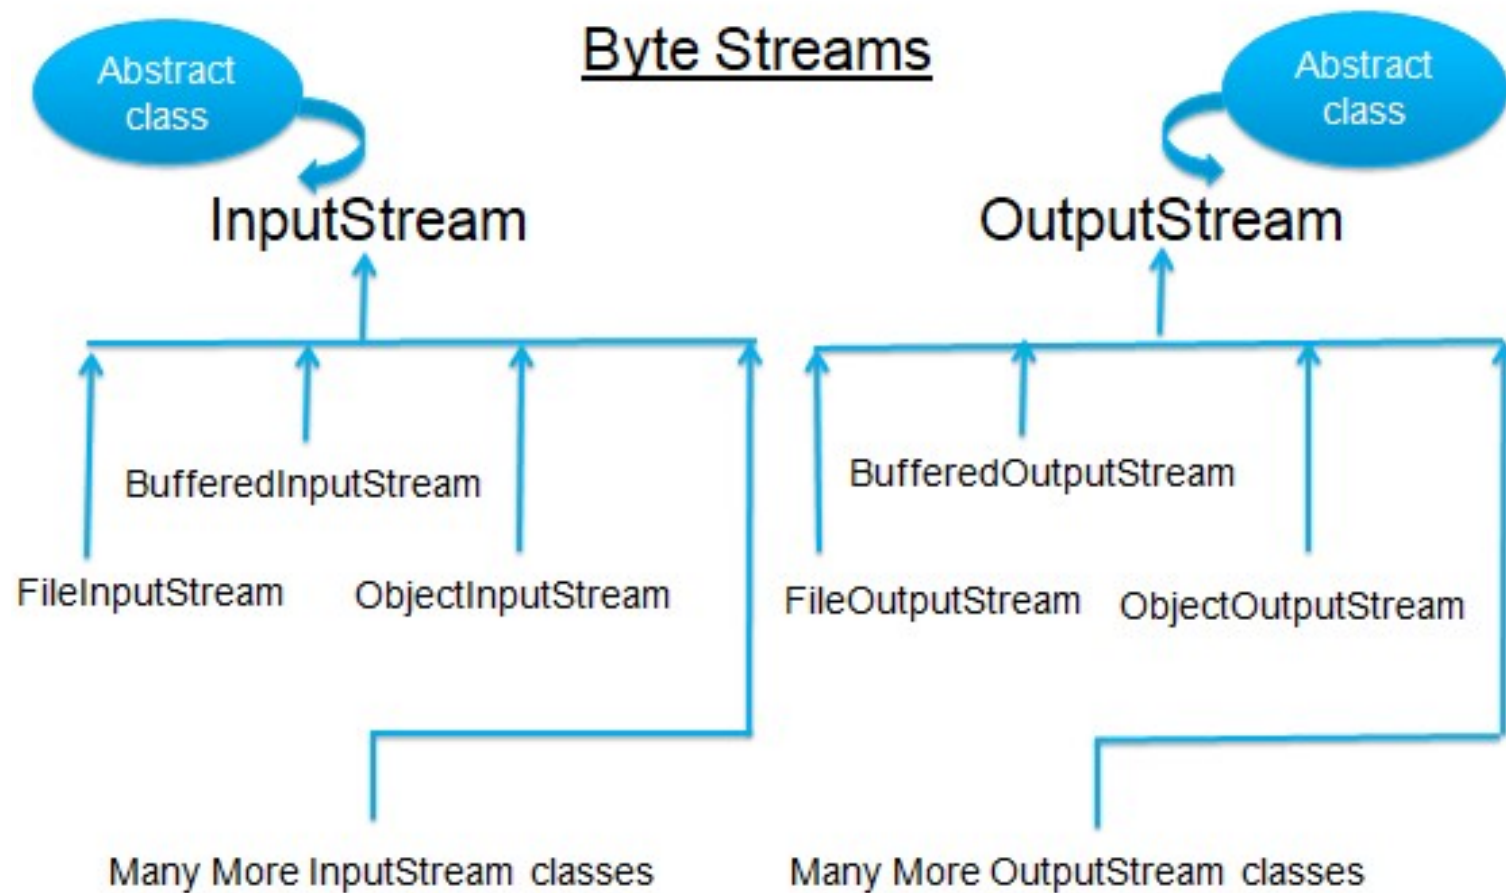 Byte Streams
Abstract
class
Abstract
class
InputStream
OutputStream
BufferedInputStream
BufferedOutputStream
FileInputStream
ObjectInputStream
FileOutputStream
ObjectOutputStream
Many More InputStream classes
Many More OutputStream classes